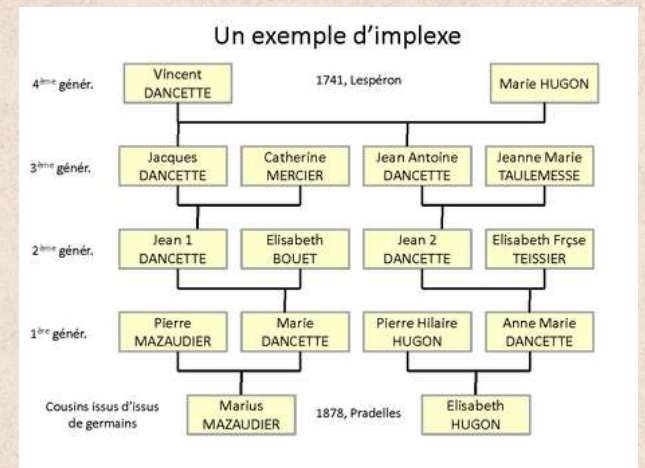 Un exemple d’implexe
4ème génér.
Vincent
DANCETTE
1741, Lespéron
Marie HUGON
3ème génér.
Jacques
DANCETTE
Catherine
MERCIER
Jean Antoine
DANCETTE
Jeanne Marie
TAULEMESSE
2ème génér.
Jean 1
DANCETTE
Elisabeth
BOUET
Jean 2
DANCETTE
Elisabeth Frçse
TEISSIER
1ère génér.
Pierre
MAZAUDIER
Marie
DANCETTE
Pierre Hilaire
HUGON
Anne Marie
DANCETTE
Cousins issus d’issus
de germains
Marius
MAZAUDIER
1878, Pradelles
Elisabeth
HUGON